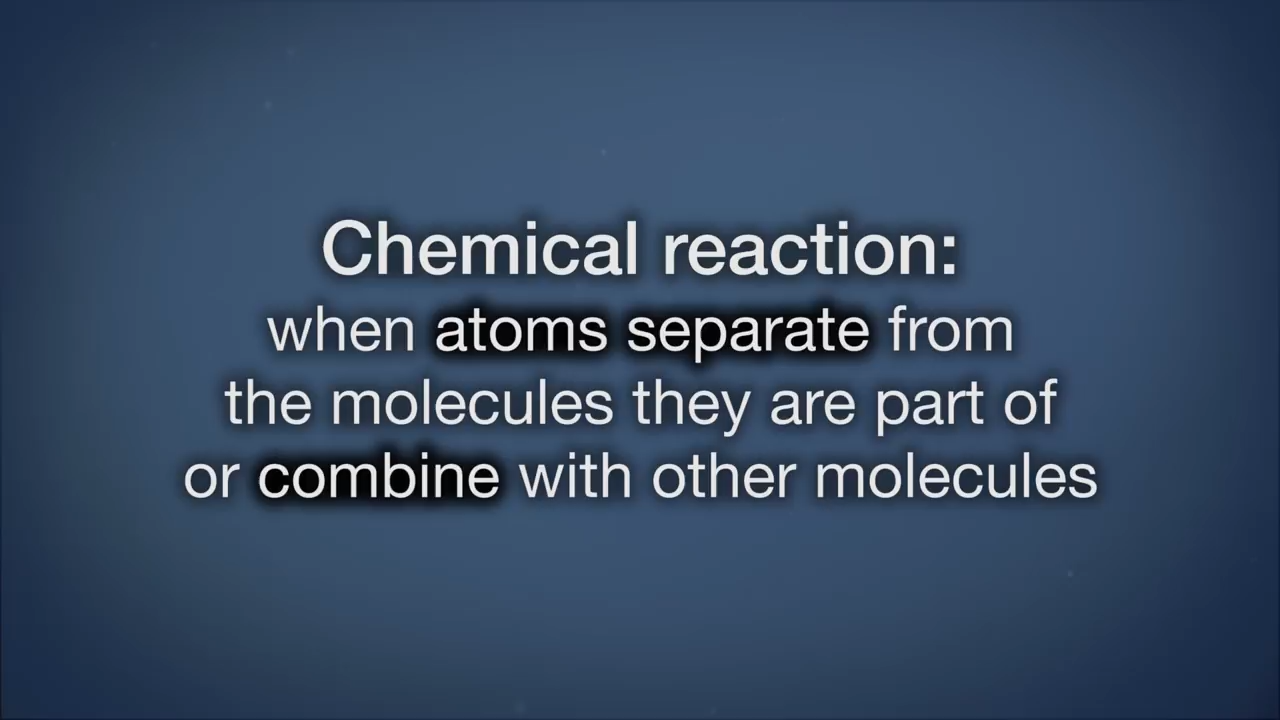 Chemical reaction:
when atoms separate from
the molecules they are part of
or combine with other molecules